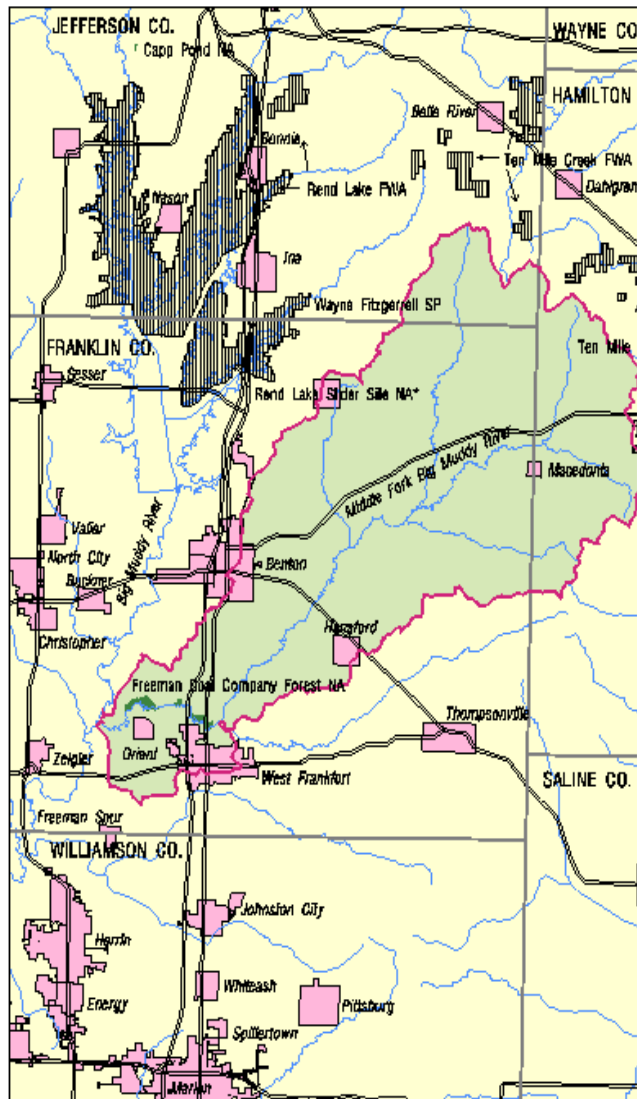 JEFFERSON CO.
WAYNE CO
Capp Pond NA
HAMILTON
Belle River
Bonnie
Ten Mile Creek FWA
Rend Lake FWA
Dahlgren
Nason
Ina
Wayne Fitzgerrell SP
FRANKLIN CO.
Ten Mile
Sesser
Rend Lake Slider Site NA*
Middle Fork Big Muddy River
Macedonia
Valier
Big Muddy River
North City
Benton
Buckner
Christopher
Hanaford
Freeman Coal Company Forest NA
Thompsonville
Orient
Zeigler
West Frankfort
SALINE CO.
Freeman Spur
WILLIAMSON CO.
Johnston City
Herrin
Whiteash
Energy
Pittsburg
Spillertown
Marion